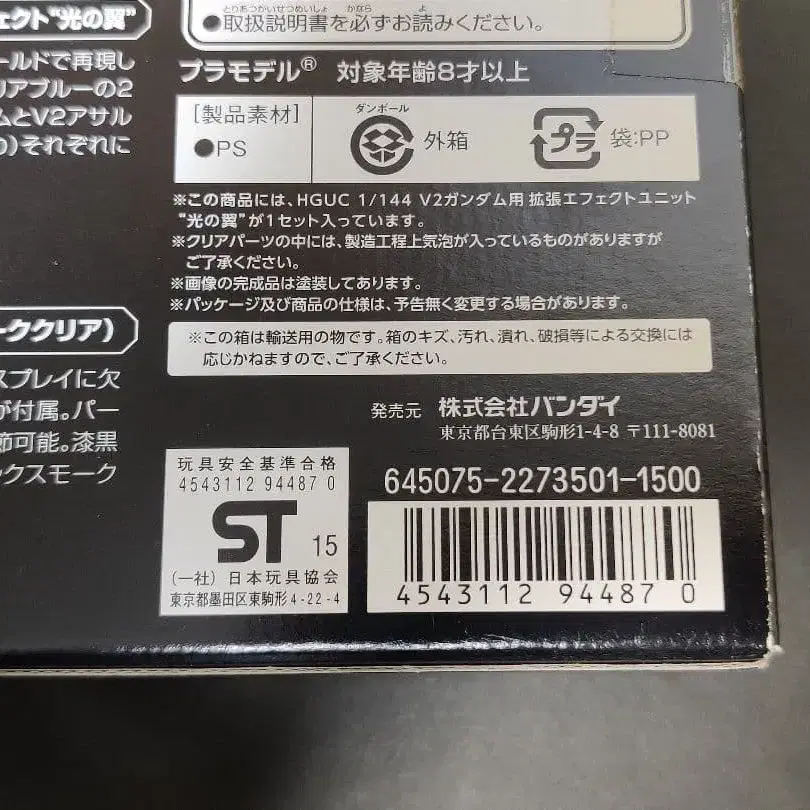 ェクト“光の翼”
ールドで再現し
リアブルーの2
ムとV2アサル
の)それぞれに
ーククリア)
スプレイに欠
が付属。パー
節可能。漆黒
ックスモーク
とりあつかいせつめいしょ かなら よ
●取扱説明書を必ずお読みください。
プラモデル® 対象年齢8才以上
[製品素材]
●PS
ダンボール
外箱
プラ
袋:PP
※この商品には、HGUC 1/144 V2ガンダム用 拡張エフェクトユニット
“光の翼”が1セット入っています。
※クリアパーツの中には、製造工程上気泡が入っているものがありますが
ご了承ください。
※画像の完成品は塗装してあります。
※パッケージ及び商品の仕様は、予告無く変更する場合があります。
※この箱は輸送用の物です。箱のキズ、汚れ、潰れ、破損等による交換には
応じかねますので、ご了承ください。
発売元 株式会社バンダイ
東京都台東区駒形1-4-8 〒111-8081
玩具安全基準合格
4543112 94487 0
ST 15
(一社)日本玩具協会
東京都墨田区東駒形4-22-4
645075-2273501-1500
4543112 94487 0